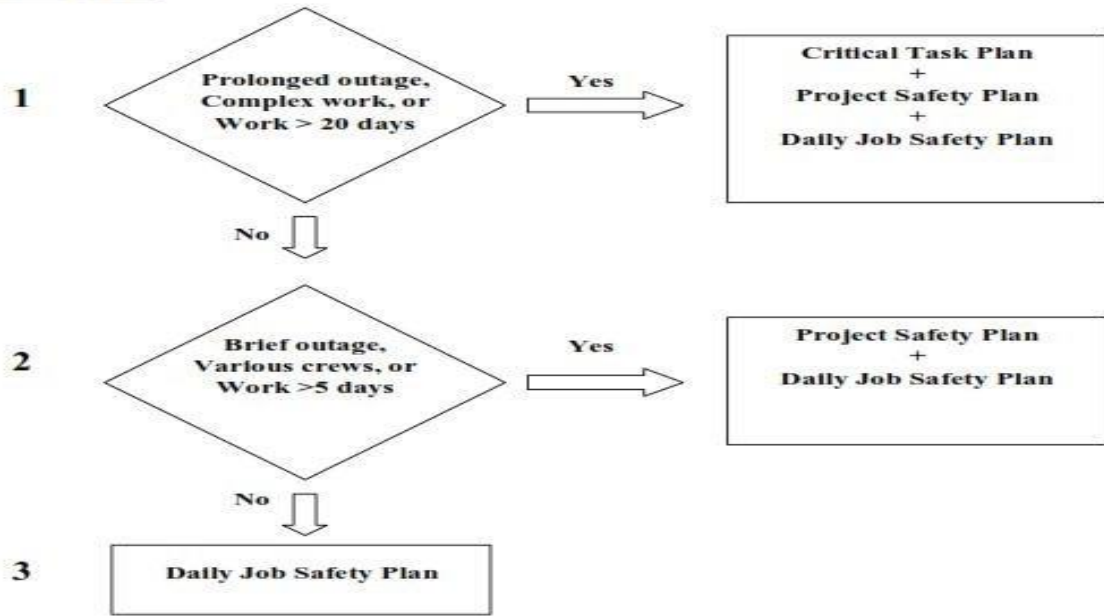 1
Prolonged outage,
Complex work, or
Work > 20 days
Yes
Critical Task Plan
+
Project Safety Plan
+
Daily Job Safety Plan
No
2
Brief outage,
Various crews, or
Work >5 days
Yes
Project Safety Plan
+
Daily Job Safety Plan
No
3
Daily Job Safety Plan